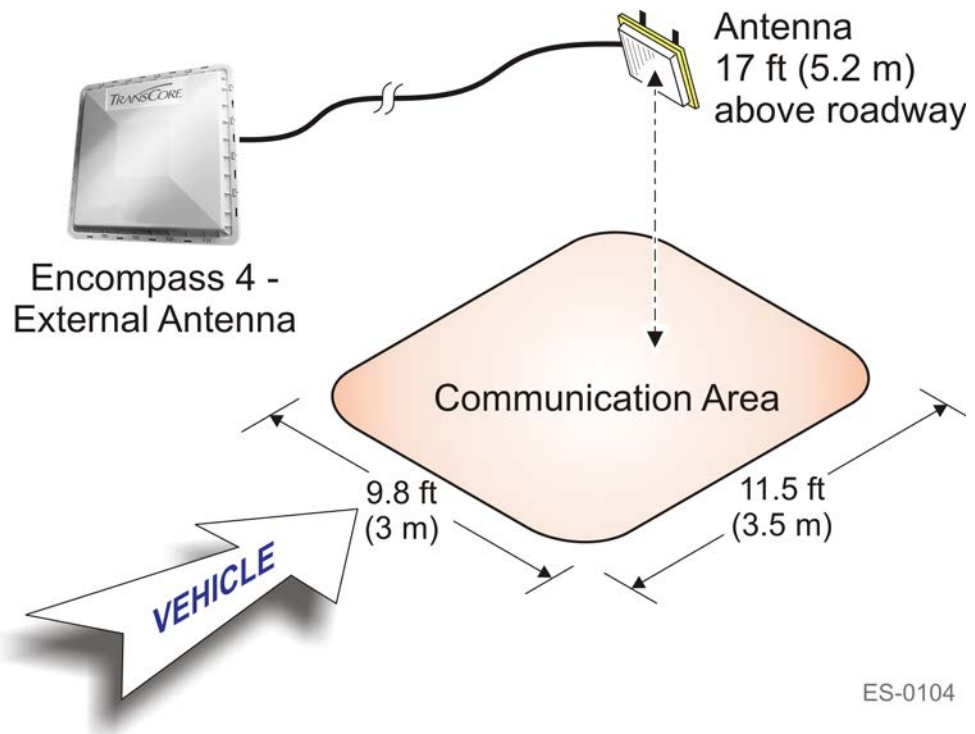 TRANSCORE
Antenna
17 ft (5.2 m)
above roadway
Encompass 4 -
External Antenna
Communication Area
9.8 ft
(3 m)
11.5 ft
(3.5 m)
VEHICLE
ES-0104